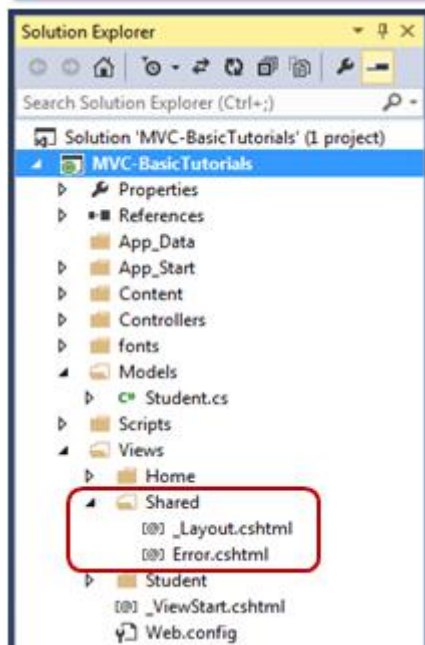 Solution Explorer
Search Solution Explorer (Ctrl+;)
Solution 'MVC-BasicTutorials' (1 project)
MVC-BasicTutorials
Properties
References
App_Data
App_Start
Content
Controllers
fonts
Models
C# Student.cs
Scripts
Views
Home
Shared
[@] _Layout.cshtml
[@] Error.cshtml
Student
[@] _ViewStart.cshtml
Web.config